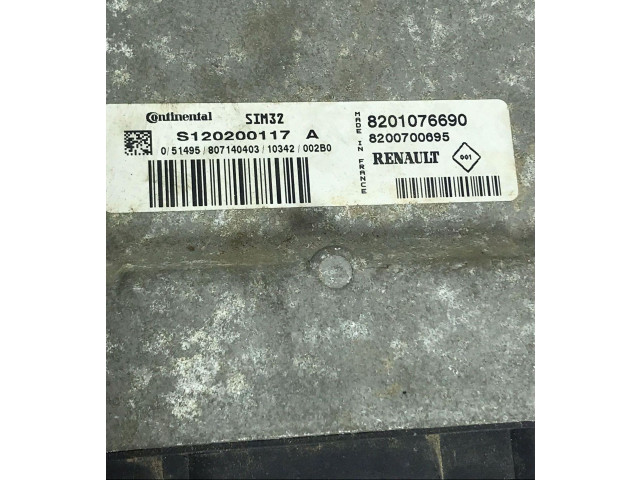 Continental SIM32
S120200117 A
0/51495/807140403/10342/002B0
MADE IN FRANCE
8201076690
8200700695
RENAULT 001